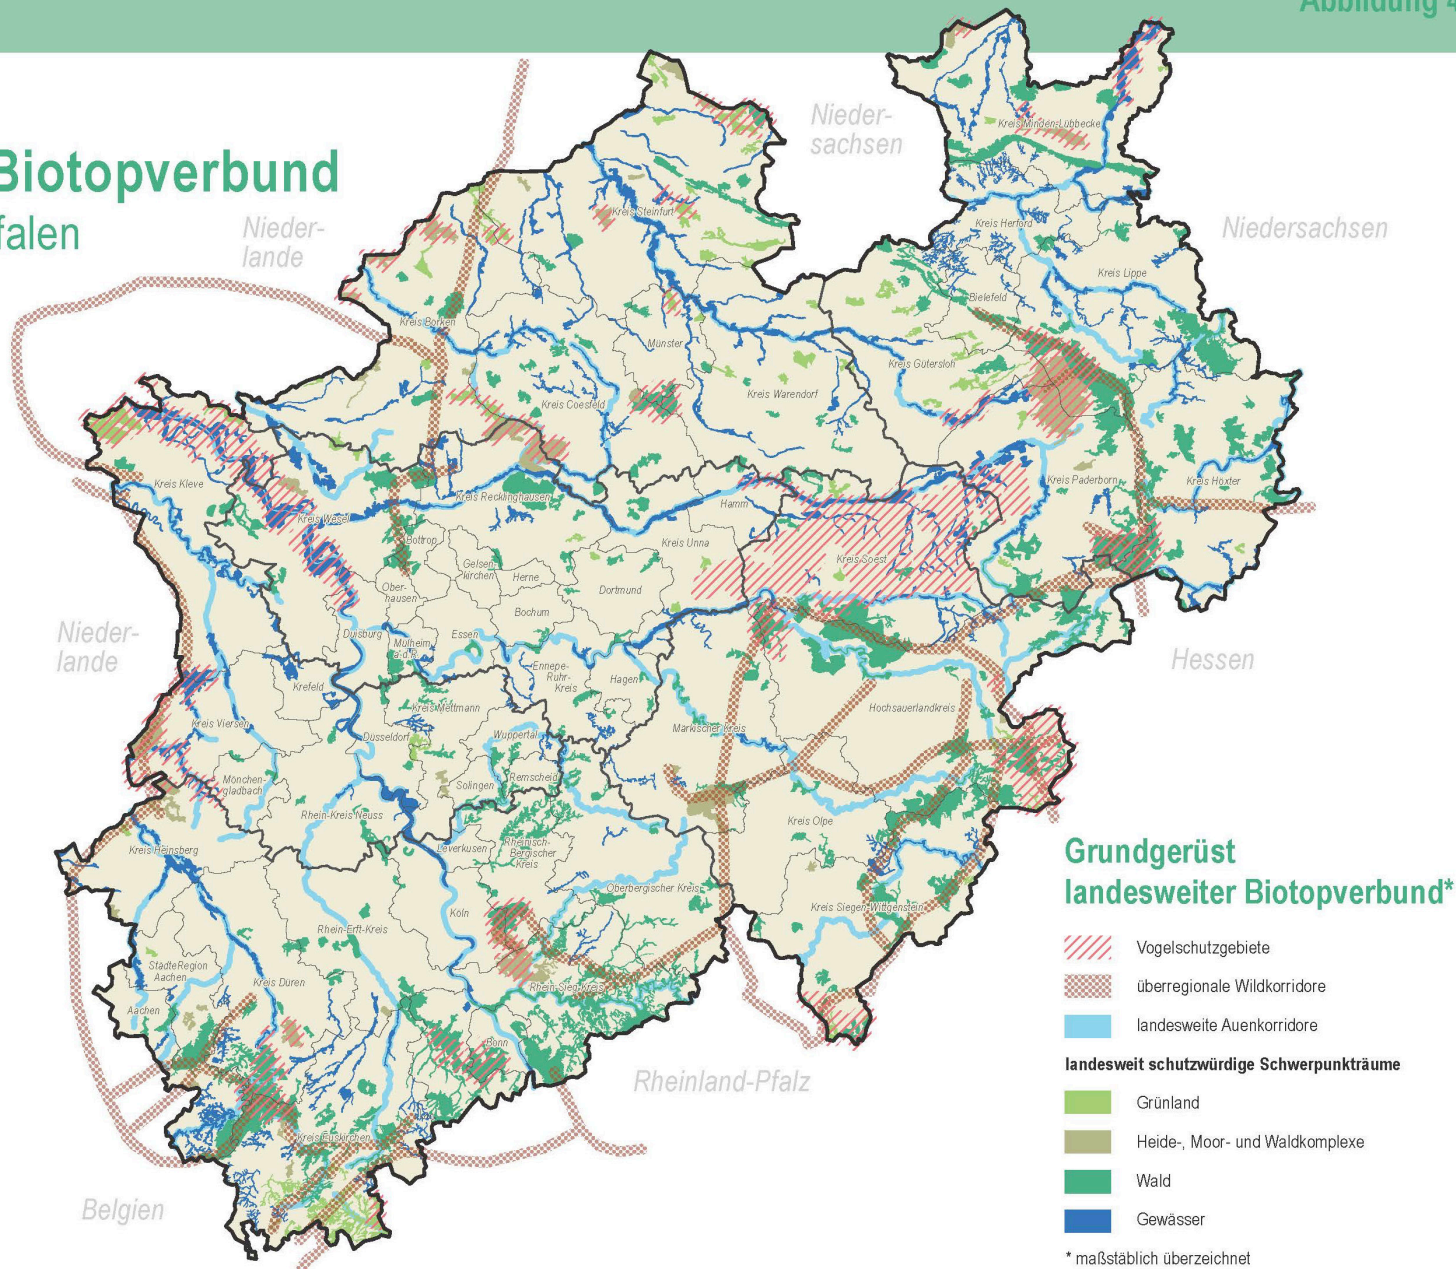 Abbildung 4
Biotopverbund
falen
Nieder-
lande
Nieder-
sachsen
Niedersachsen
Kreis Minden-Lübbecke
Kreis Steinfurt
Kreis Herford
Kreis Lippe
Bielefeld
Kreis Borken
Münster
Kreis Gütersloh
Kreis Warendorf
Kreis Coesfeld
Kreis Kleve
Kreis Wesel
Kreis Recklinghausen
Hamm
Kreis Paderborn
Kreis Höxter
Bottrop
Kreis Unna
Kreis Soest
Gelsen-
kirchen
Herne
Ober-
hausen
Dortmund
Bochum
Nieder-
lande
Duisburg
Mülheim
a.d.R.
Essen
Hessen
Ennepe-
Ruhr-
Kreis
Hagen
Krefeld
Kreis Mettmann
Hochsauerlandkreis
Kreis Viersen
Düsseldorf
Wuppertal
Märkischer Kreis
Mönchen-
gladbach
Solingen
Remscheid
Rhein-Kreis Neuss
Kreis Olpe
Kreis Heinsberg
Leverkusen
Rheinisch-
Bergischer
Kreis
Oberbergischer Kreis
Kreis Siegen-Wittgenstein
Köln
Rhein-Erft-Kreis
StädteRegion
Aachen
Kreis Düren
Rhein-Sieg-Kreis
Aachen
Bonn
Rheinland-Pfalz
Kreis Euskirchen
Belgien
Grundgerüst
landesweiter Biotopverbund*
Vogelschutzgebiete
überregionale Wildkorridore
landesweite Auenkorridore
landesweit schutzwürdige Schwerpunkträume
Grünland
Heide-, Moor- und Waldkomplexe
Wald
Gewässer
* maßstäblich überzeichnet